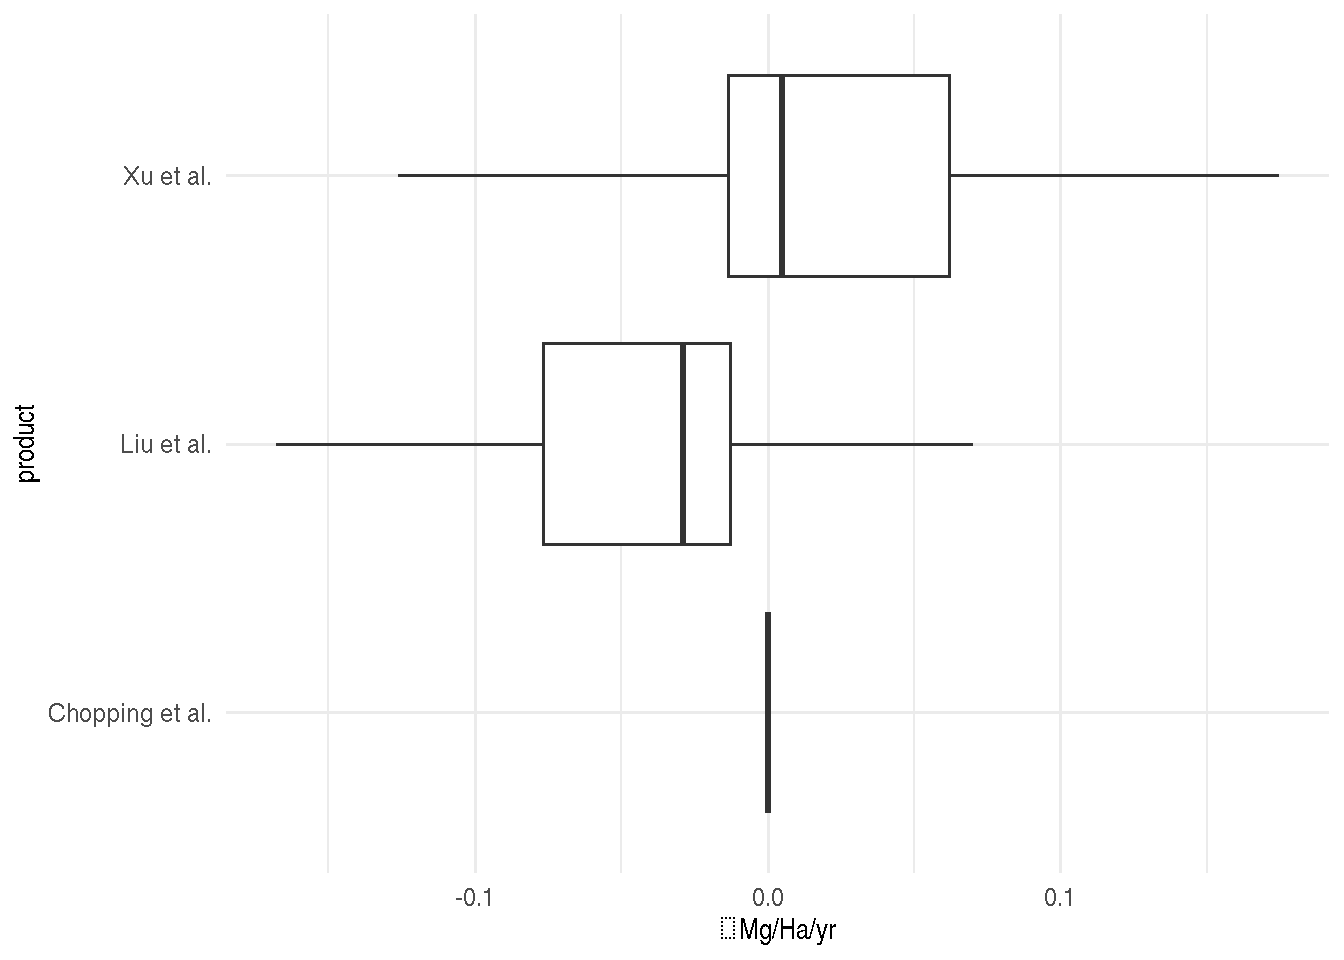 Xu et al.
Liu et al.
Chopping et al.
product
-0.1 0.0 0.1
Mg/Ha/yr